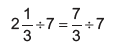 2 1/3 ÷ 7 = 7/3 ÷ 7